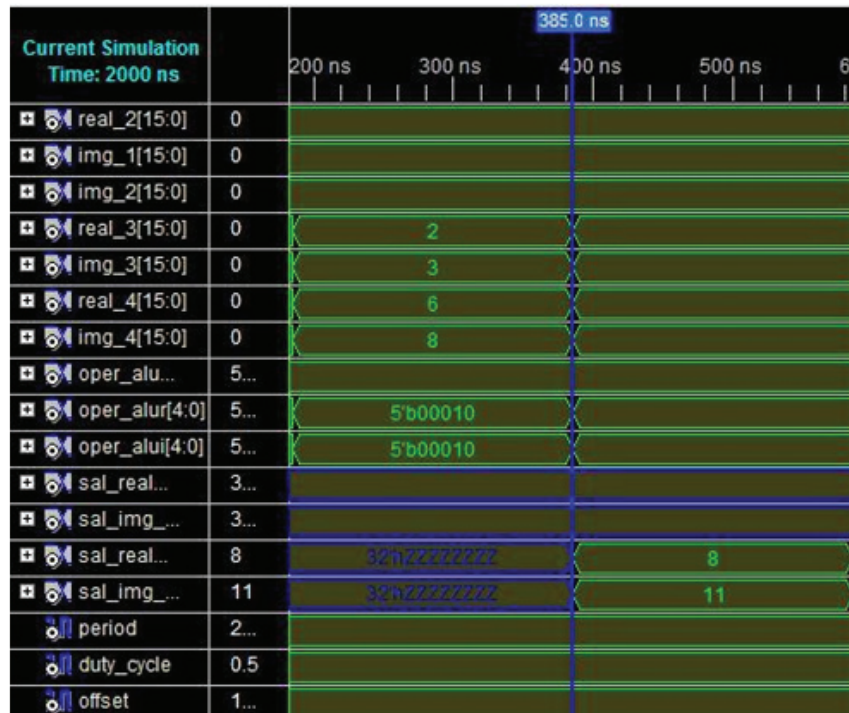 385.0 ns
Current Simulation
Time: 2000 ns
200 ns 300 ns 400 ns 500 ns 6
real_2[15:0] 0
img_1[15:0] 0
img_2[15:0] 0
real_3[15:0] 0 2
img_3[15:0] 0 3
real_4[15:0] 0 6
img_4[15:0] 0 8
oper_alu... 5...
oper_alur[4:0] 5... 5'b00010
oper_alui[4:0] 5... 5'b00010
sal_real... 3...
sal_img_... 3...
sal_real... 8 32'hZZZZZZZZ 8
sal_img_... 11 32'hZZZZZZZZ 11
period 2...
duty_cycle 0.5
offset 1...